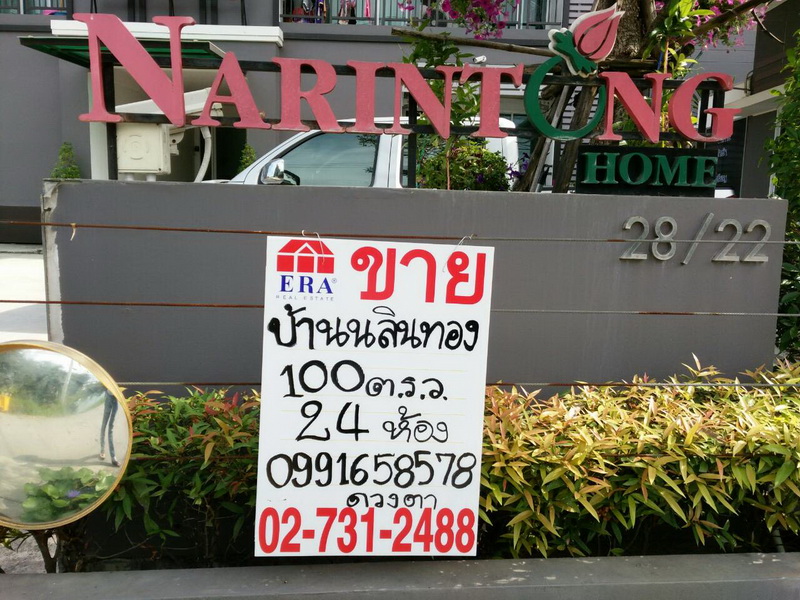 NARINTONG
HOME
28/22
ERA®
REAL ESTATE
ขาย
บ้านนลินทอง
100 ต.ร.ว.
24 ห้อง
0991658578
ดวงตา
02-731-2488